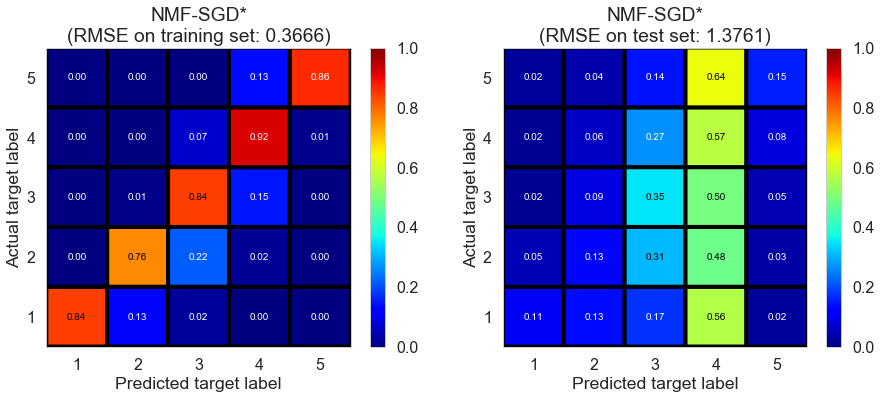 NMF-SGD*
(RMSE on training set: 0.3666)
Actual target label
5 0.00 0.00 0.00 0.13 0.86
4 0.00 0.00 0.07 0.92 0.01
3 0.00 0.01 0.84 0.15 0.00
2 0.00 0.76 0.22 0.02 0.00
1 0.84 0.13 0.02 0.00 0.00
1 2 3 4 5
Predicted target label
1.0
0.8
0.6
0.4
0.2
0.0
NMF-SGD*
(RMSE on test set: 1.3761)
Actual target label
5 0.02 0.04 0.14 0.64 0.15
4 0.02 0.06 0.27 0.57 0.08
3 0.02 0.09 0.35 0.50 0.05
2 0.05 0.13 0.31 0.48 0.03
1 0.11 0.13 0.17 0.56 0.02
1 2 3 4 5
Predicted target label
1.0
0.8
0.6
0.4
0.2
0.0